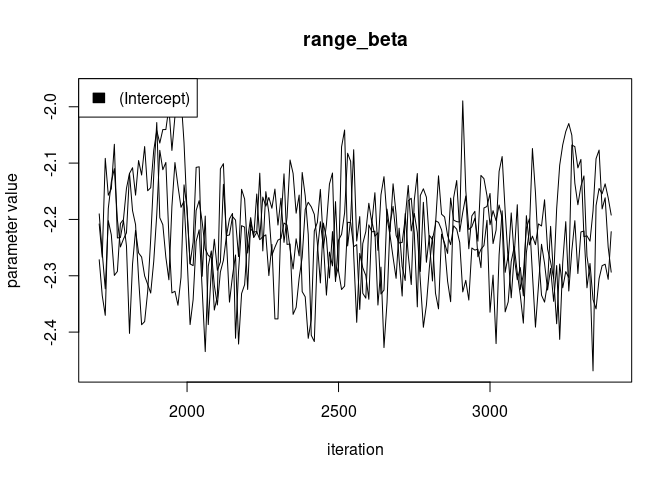 range_beta
(Intercept)
parameter value
-2.0
-2.1
-2.2
-2.3
-2.4
2000 2500 3000
iteration